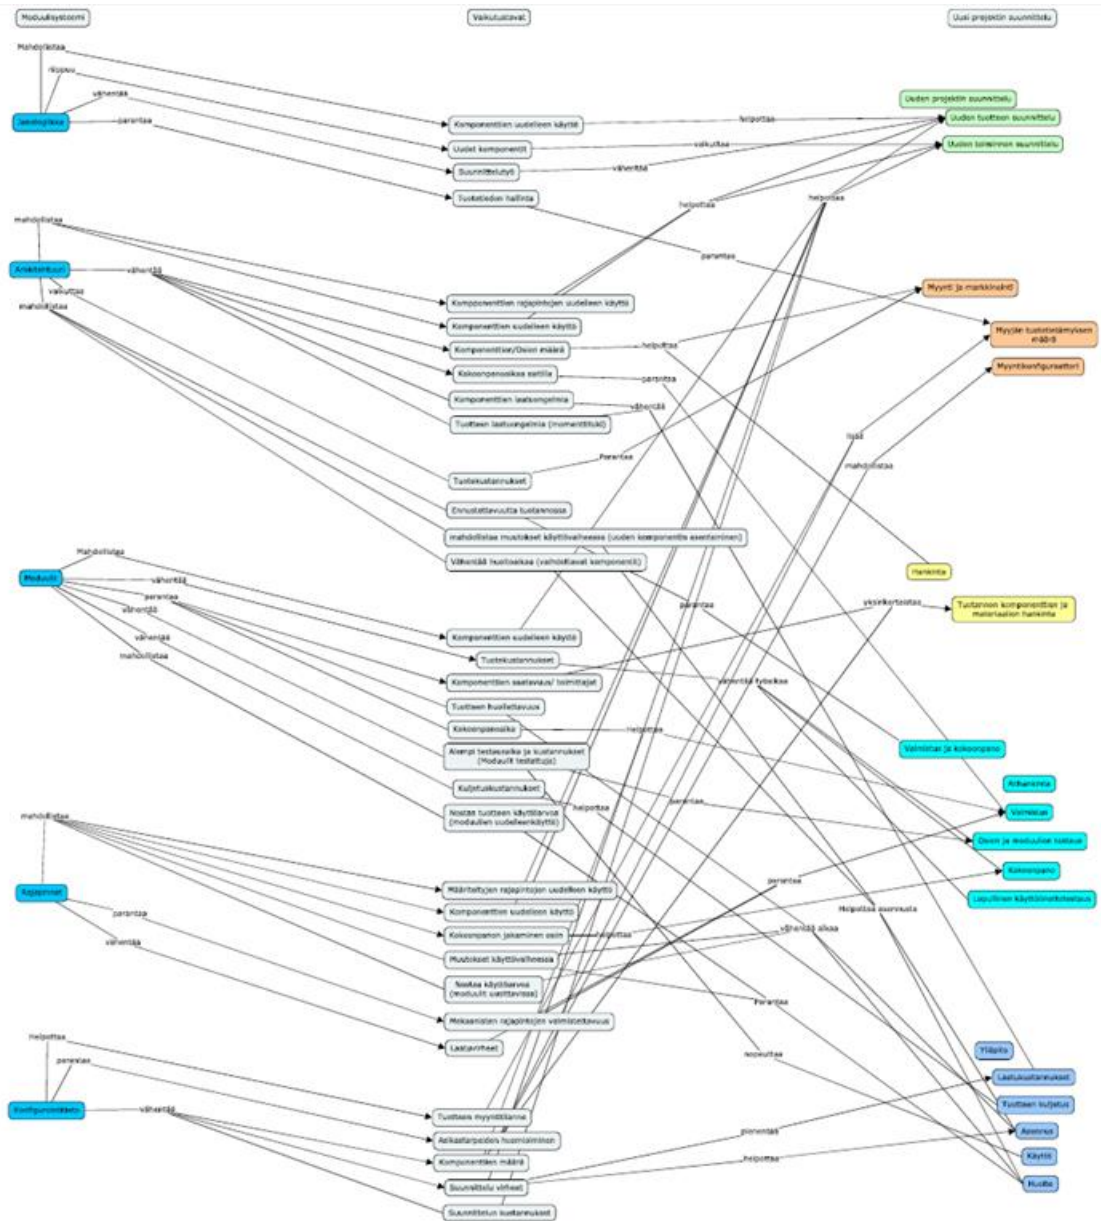 Moduulisysteemi
Vaikutustavat
Uusi projektin suunnittelu
Mahdollistaa
riippuu
vähentää
parantaa
Jaoslogiikka
Komponenttien uudelleen käyttö
Uudet komponentit
Suunnittelutyö
Tuotetiedon hallinta
helpottaa
vaikuttaa
vähentää
Uuden projektin suunnittelu
Uuden tuotteen suunnittelu
Uuden toiminnon suunnittelu
helpottaa
helpottaa
parantaa
mahdollistaa
Arkkitehtuuri
vähentää
vaikuttaa
mahdollistaa
Kompponenttien rajapintojen uudelleen käyttö
Komponenttien uudelleen käyttö
Komponenttien/Osien määrä
Kokoonpanoaikaa
Komponenttien laatuongelmia
Tuotteen laatuongelmia (momenttituki)
Tuotekustannukset
Ennustettavuutta tuotannossa
mahdollistaa muutokset käyttövaiheessa (uuden komponentin asentaminen)
Vähentää huoltoaikaa (vaihdettavat komponentit)
helpottaa
parantaa
vähentää
Parantaa
Myynti ja markkinointi
Myyjän tuotetietämyksen
määrä
Myyntikonfiguraattori
lisää
mahdollistaa
Hankinta
Tuotannon komponenttien ja
materiaalien hankinta
yksinkertaistaa
parantaa
Mahdollistaa
Moduulit
vähentää
parantaa
vähentää
vähentää
mahdollistaa
Komponenttien uudelleen käyttö
Tuotekustannukset
Komponenttien saatavuus/ toimittajat
Tuotteen huollettavuus
Kokoonpanoaika
Alempi testausaika ja kustannukset
(Moduulit testattuja)
Kuljetuskustannukset
Nostaa tuotteen käyttöarvoa
(moduulien uudelleenkäyttö)
vähentää työaikaa
Helpottaa
helpottaa
parantaa
Valmistus ja kokoonpano
Alihankinta
Valmistus
Osien ja moduulien testaus
Kokoonpano
Lopullinen käyttöönottotestaus
mahdollistaa
Rajapinnat
parantaa
vähentää
Määriteltyjen rajapintojen uudelleen käyttö
Komponenttien uudelleen käyttö
Kokoonpanon jakaminen osiin
Muutokset käyttövaiheessa
Nostaa käyttöarvoa
(moduulit uusittavissa)
Mekaanisten rajapintojen valmistettavuus
Laatuvirheet
helpottaa
parantaa
Helpottaa asennusta
vähentää aikaa
Parantaa
nopeuttaa
Ylläpito
Laatukustannukset
Tuotteen kuljetus
Asennus
Käyttö
Huolto
Helpottaa
parantaa
vähentää
Tuotteen myyntitilanne
Asiakastarpeiden huomioiminen
Komponenttien määrä
Suunnittelu virheet
Suunnittelun kustannukset
pienentää
helpottaa